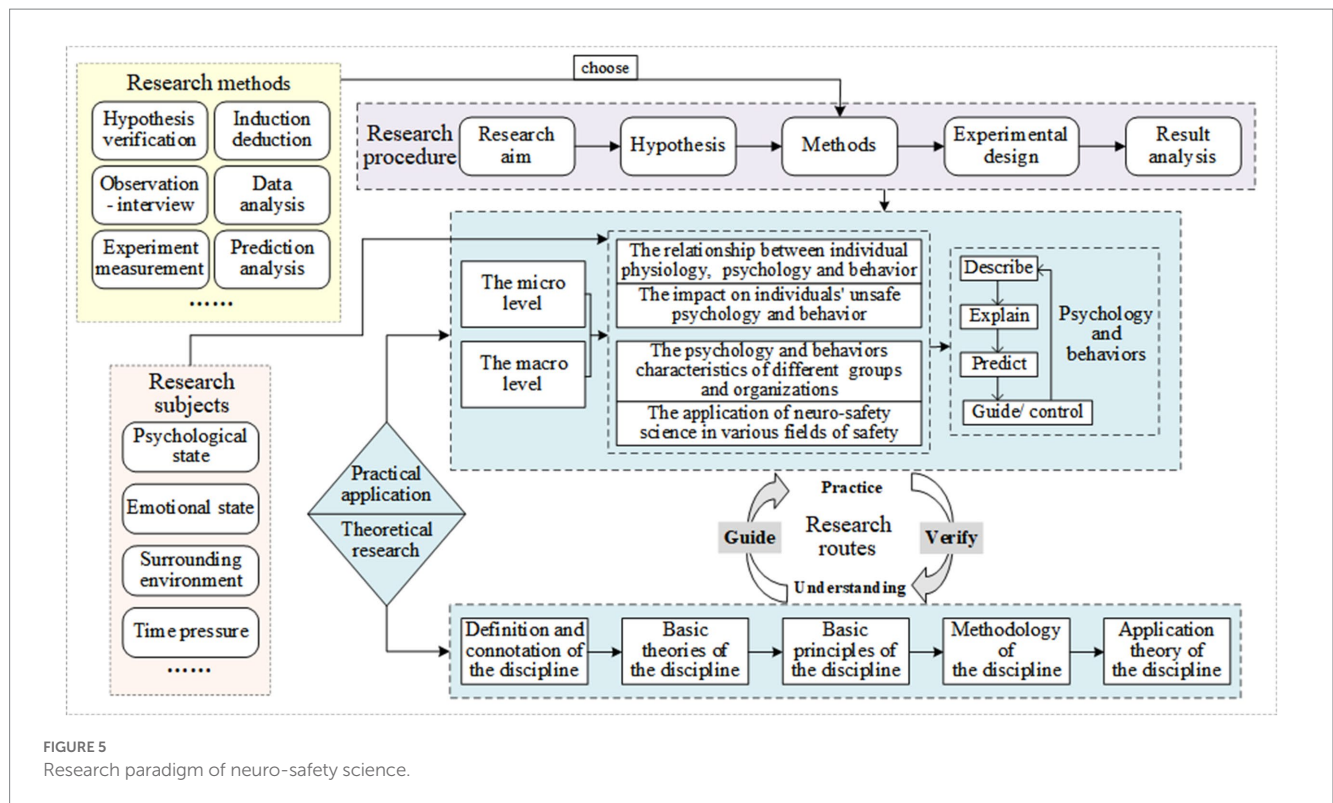 choose
Research methods
Hypothesis
verification
Induction
deduction
Observation
- interview
Data
analysis
Experiment
measurement
Prediction
analysis
……
Research
procedure
Research
aim
Hypothesis
Methods
Experimental
design
Result
analysis
The micro
level
The macro
level
The relationship between individual
physiology, psychology and behavior
The impact on individuals' unsafe
psychology and behavior
The psychology and behaviors
characteristics of different groups
and organizations
The application of neuro-safety
science in various fields of safety
Describe
Explain
Predict
Guide/ control
Psychology
and
behaviors
Research
subjects
Psychological
state
Emotional state
Surrounding
environment
Time pressure
……
Practical
application
Theoretical
research
Practice
Guide
Research
routes
Verify
Understanding
Definition and
connotation of
the discipline
Basic
theories of
the discipline
Basic
principles of
the discipline
Methodology
of
the discipline
Application
theory of
the discipline
FIGURE 5
Research paradigm of neuro-safety science.